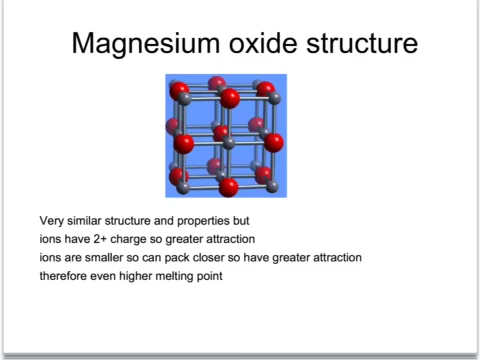 Magnesium oxide structure
Very similar structure and properties but
ions have 2+ charge so greater attraction
ions are smaller so can pack closer so have greater attraction
therefore even higher melting point